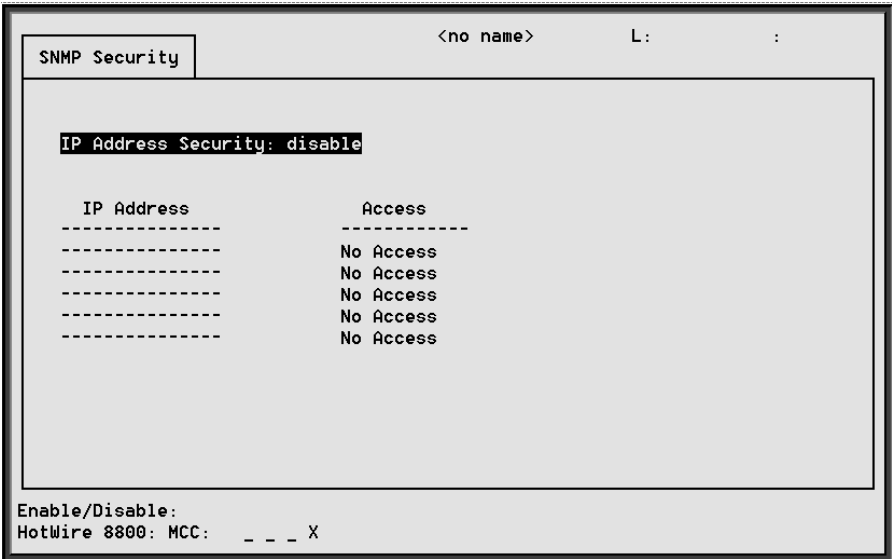 <no name> L: :
SNMP Security
IP Address Security: disable
IP Address Access
--------------- ------------
--------------- No Access
--------------- No Access
--------------- No Access
--------------- No Access
--------------- No Access
Enable/Disable:
HotWire 8800: MCC: _ _ _ X